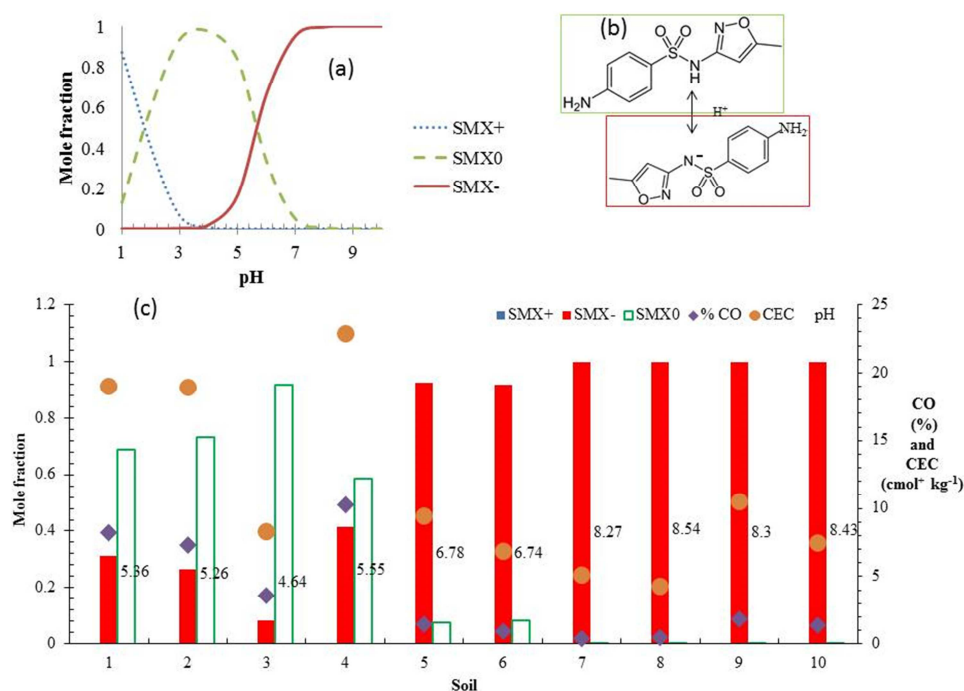 1
0.8
0.6
0.4
0.2
0
Mole fraction
1 3 5 7 9
pH
(a)
SMX+
SMX0
SMX-
(b)
O O N O
S
N
H
H₂N
H⁺
NH₂
N⁻
S
O N O O
(c)
SMX+ SMX- SMX0 % CO CEC pH
1.2
1
0.8
0.6
0.4
0.2
0
Mole fraction
5.36 5.26 4.64 5.55 6.78 6.74 8.27 8.54 8.3 8.43
25
20
15
10
5
0
CO
(%)
and
CEC
(cmol⁺ kg⁻¹)
1 2 3 4 5 6 7 8 9 10
Soil